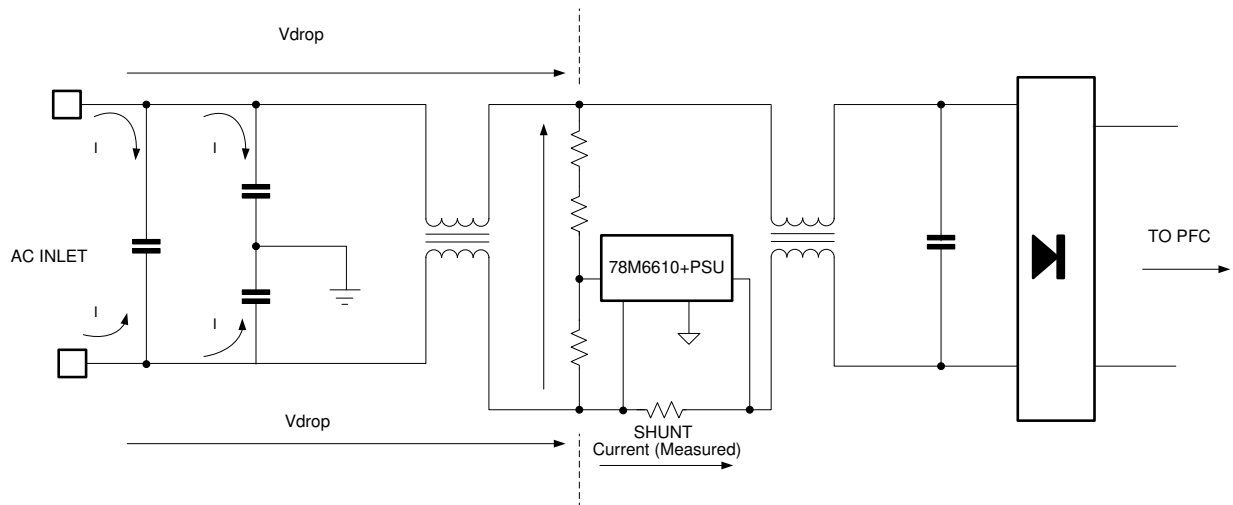 Vdrop
I
I
AC INLET
78M6610+PSU
TO PFC
I
I
Vdrop
SHUNT
Current (Measured)